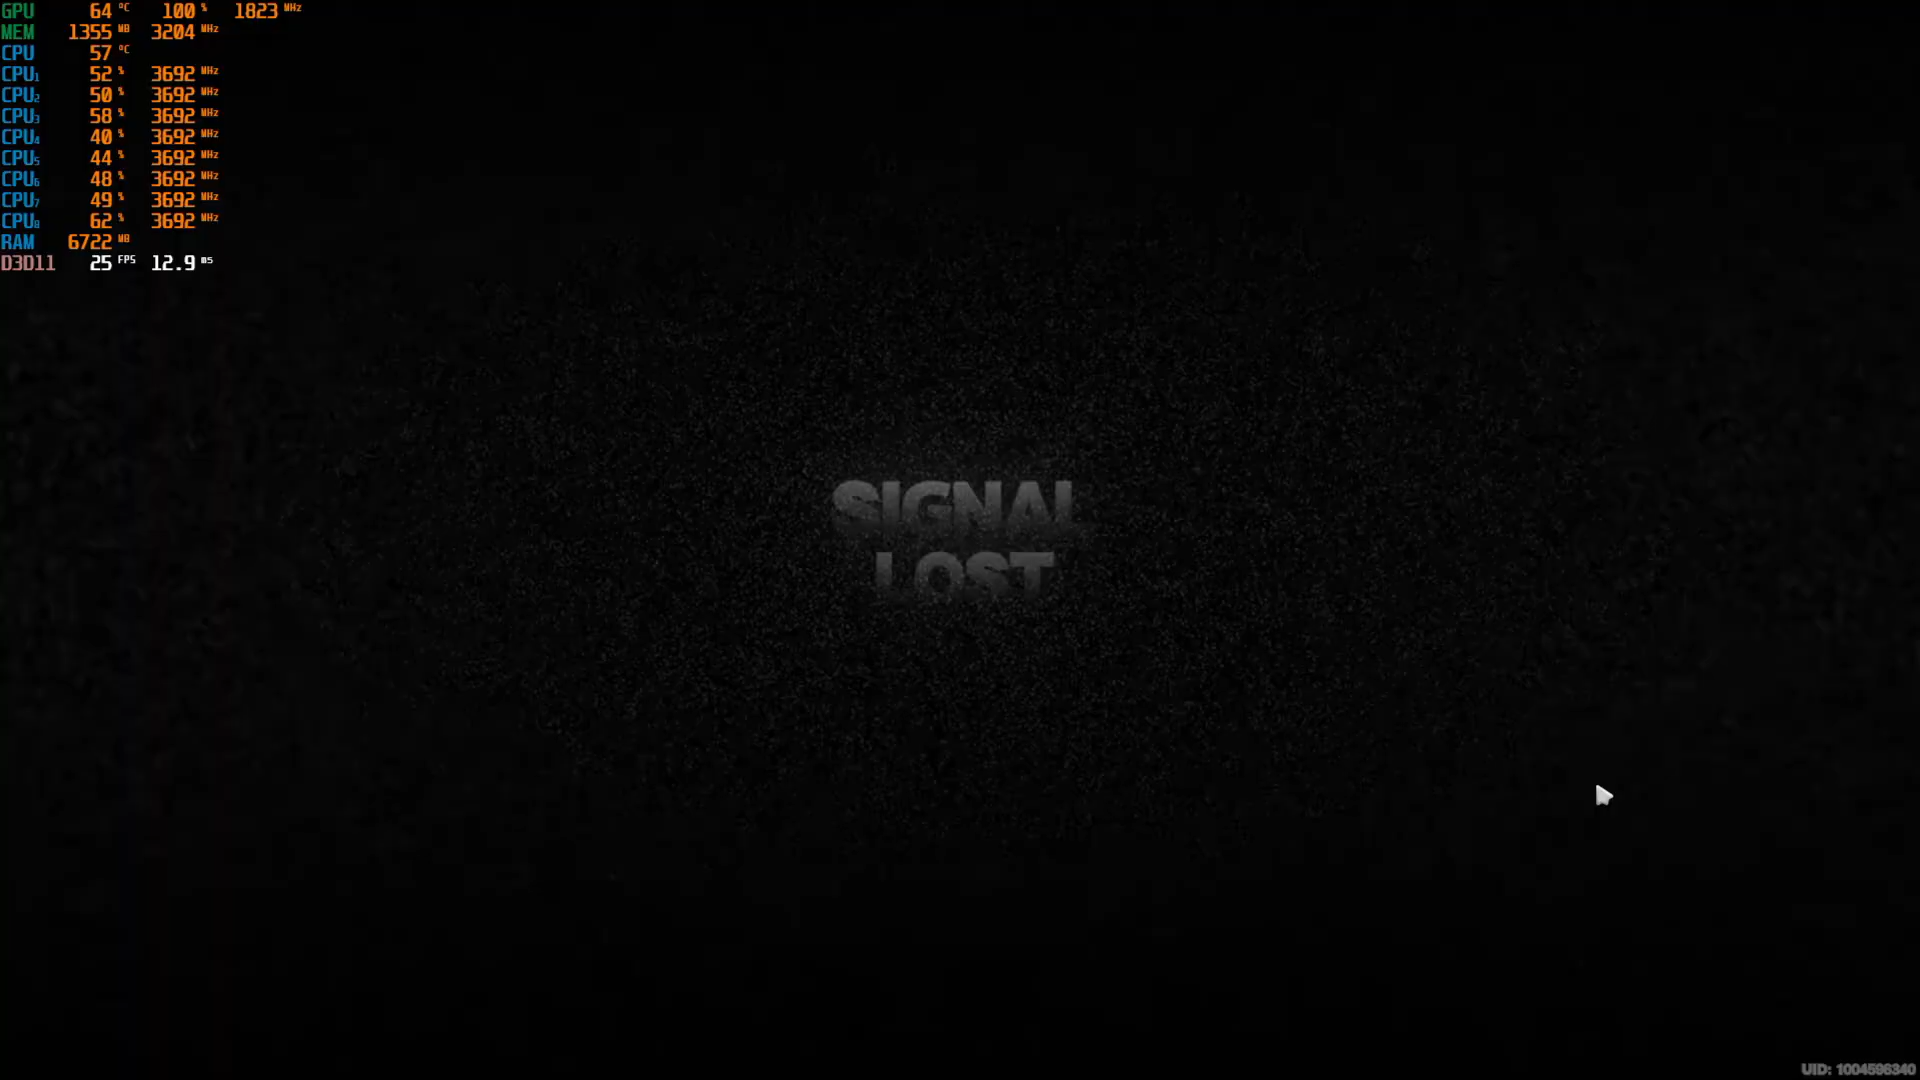 GPU 64 °C 100 % 1823 MHz
MEM 1355 MB 3204 MHz
CPU 57 °C
CPU1 52 % 3692 MHz
CPU2 50 % 3692 MHz
CPU3 58 % 3692 MHz
CPU4 40 % 3692 MHz
CPU5 44 % 3692 MHz
CPU6 48 % 3692 MHz
CPU7 49 % 3692 MHz
CPU8 62 % 3692 MHz
RAM 6722 MB
D3D11 25 FPS 12.9 ms
SIGNAL
LOST
UID: 1004596340